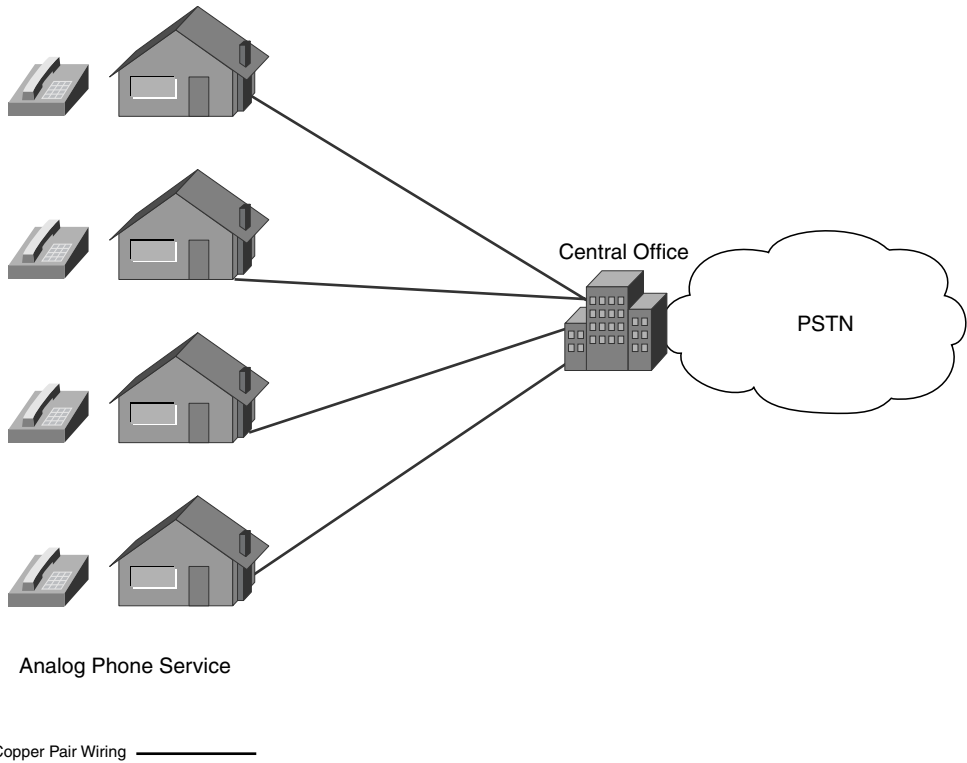 Central Office
PSTN
Analog Phone Service
Copper Pair Wiring